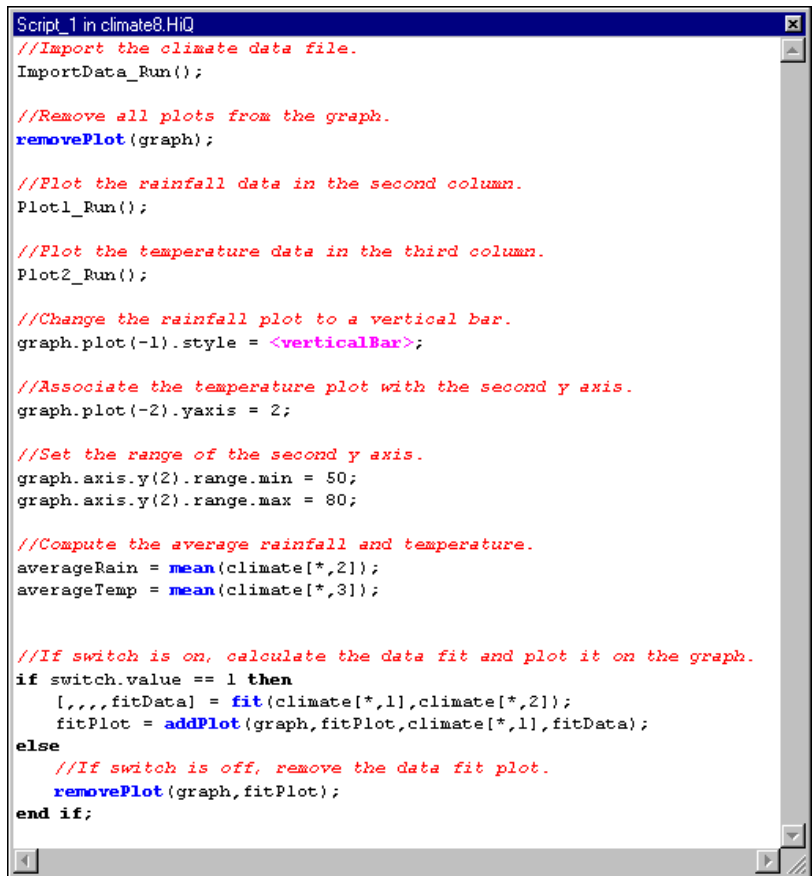 Script_1 in climate8.HiQ
//Import the climate data file.
ImportData_Run();
//Remove all plots from the graph.
removePlot(graph);
//Plot the rainfall data in the second column.
Plot1_Run();
//Plot the temperature data in the third column.
Plot2_Run();
//Change the rainfall plot to a vertical bar.
graph.plot(-1).style = <verticalBar>;
//Associate the temperature plot with the second y axis.
graph.plot(-2).yaxis = 2;
//Set the range of the second y axis.
graph.axis.y(2).range.min = 50;
graph.axis.y(2).range.max = 80;
//Compute the average rainfall and temperature.
averageRain = mean(climate[*,2]);
averageTemp = mean(climate[*,3]);
//If switch is on, calculate the data fit and plot it on the graph.
if switch.value == 1 then
    [,,,,fitData] = fit(climate[*,1],climate[*,2]);
    fitPlot = addPlot(graph,fitPlot,climate[*,1],fitData);
else
    //If switch is off, remove the data fit plot.
    removePlot(graph,fitPlot);
end if;